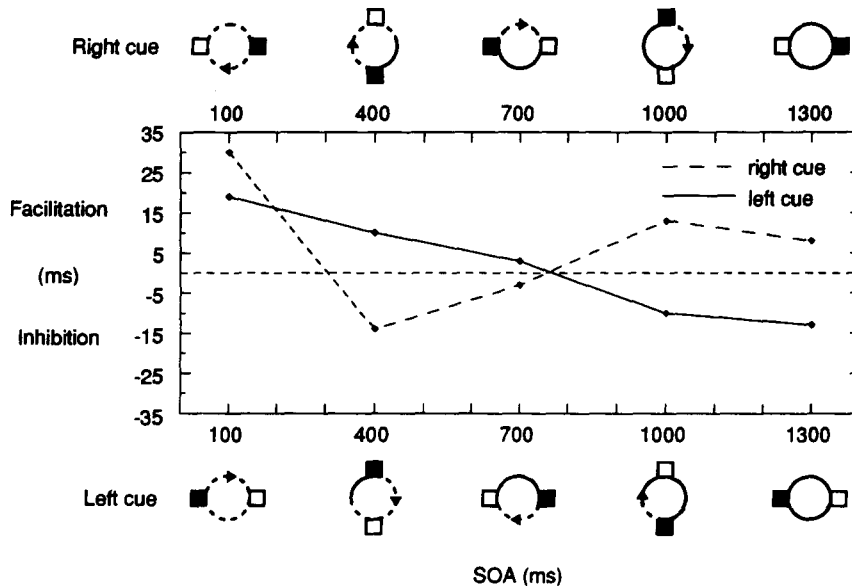 Right cue
100 400 700 1000 1300
35
25
15
5
-5
-15
-25
-35
Facilitation
(ms)
Inhibition
right cue
left cue
100 400 700 1000 1300
Left cue
SOA (ms)